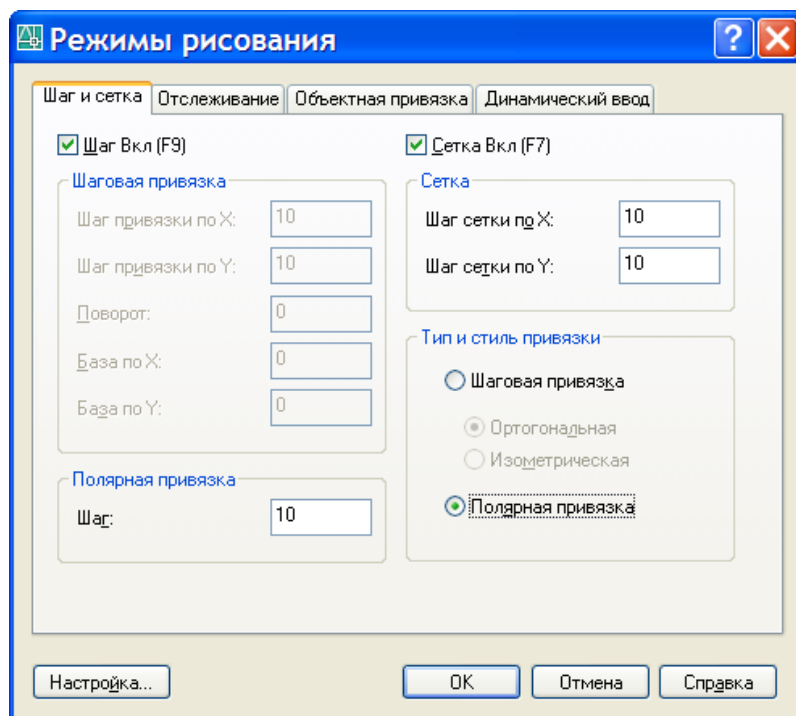 Режимы рисования
Шаг и сетка
Отслеживание
Объектная привязка
Динамический ввод
Шаг Вкл (F9)
Шаговая привязка
Шаг привязки по X: 10
Шаг привязки по Y: 10
Поворот: 0
База по X: 0
База по Y: 0
Полярная привязка
Шаг: 10
Сетка Вкл (F7)
Сетка
Шаг сетки по X: 10
Шаг сетки по Y: 10
Тип и стиль привязки
Шаговая привязка
Ортогональная
Изометрическая
Полярная привязка
Настройка...
OK
Отмена
Справка